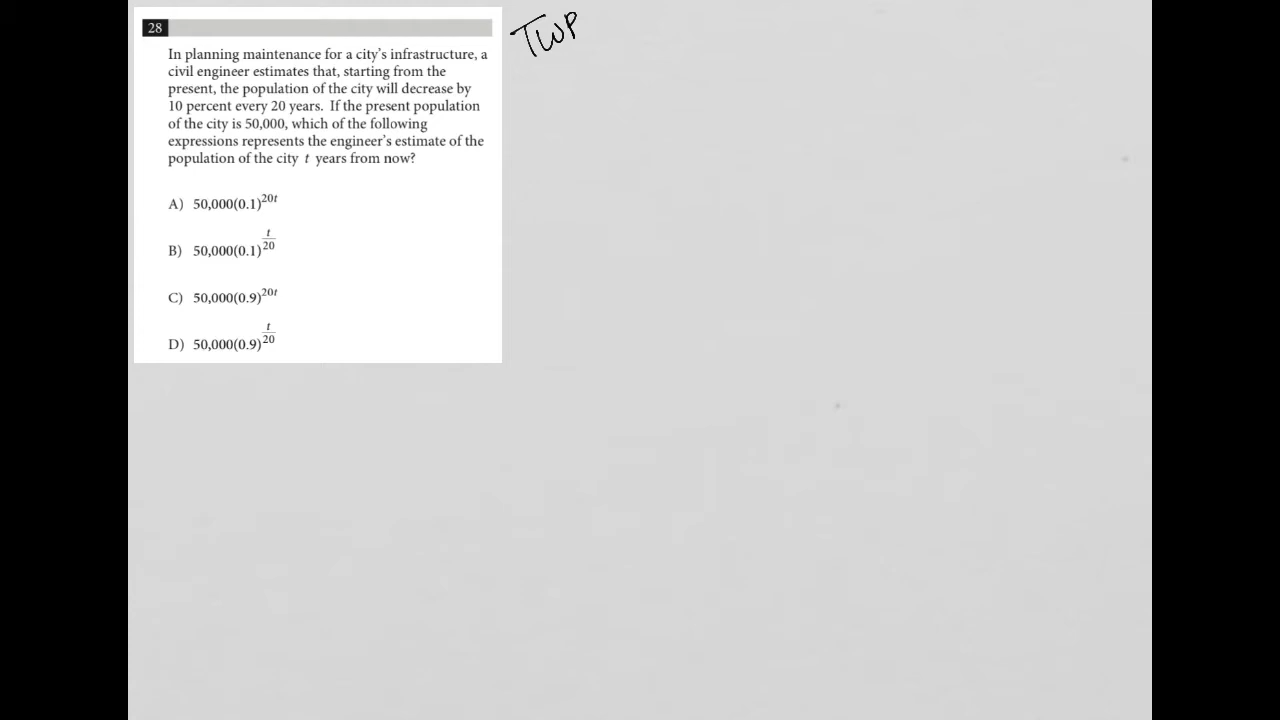 28
TWP
In planning maintenance for a city's infrastructure, a
civil engineer estimates that, starting from the
present, the population of the city will decrease by
10 percent every 20 years. If the present population
of the city is 50,000, which of the following
expressions represents the engineer's estimate of the
population of the city t years from now?
A) 50,000(0.1)^20t
B) 50,000(0.1)^t/20
C) 50,000(0.9)^20t
D) 50,000(0.9)^t/20